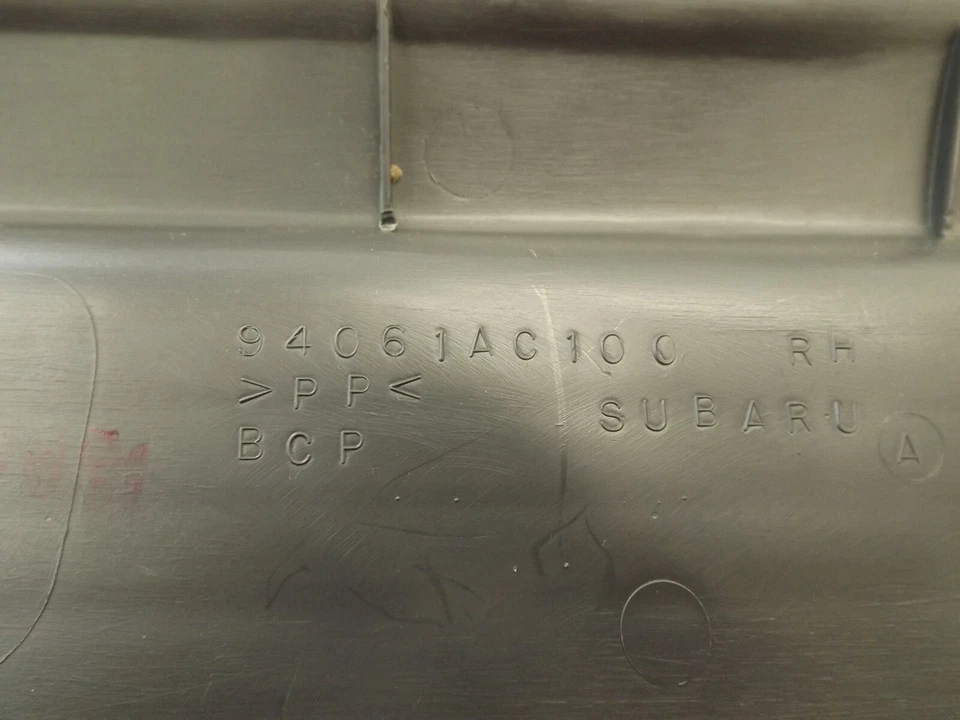 94061AC100 RH
>PP<
SUBARU
BCP
A